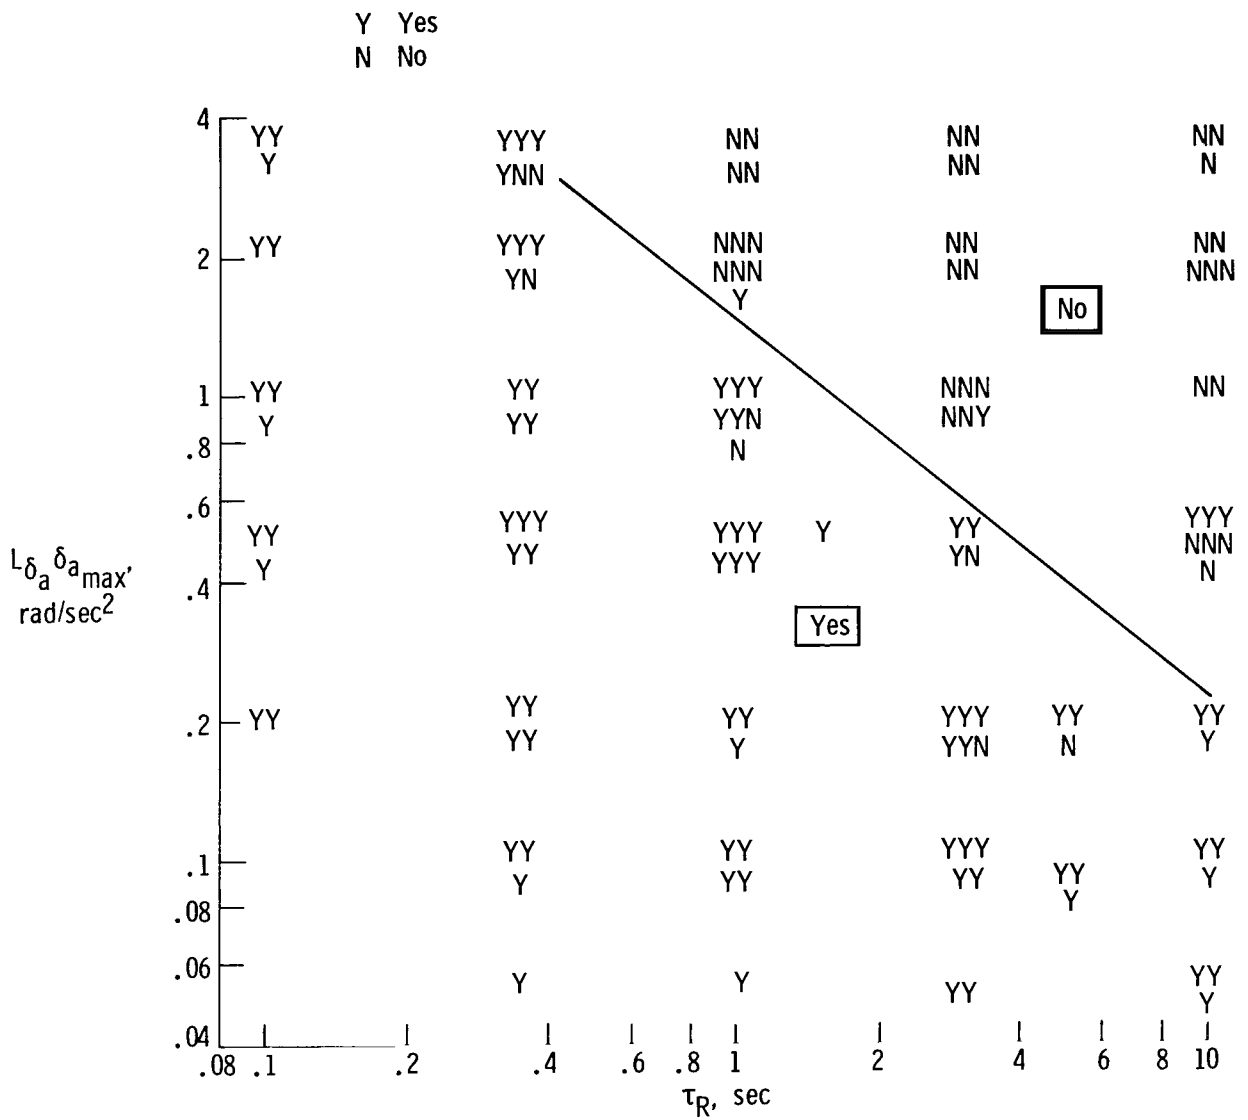 Y Yes
N No
4 YY YYY NN NN NN
Y YNN NN NN N
2 YY YYY NNN NN NN
YN NNN NN NNN
Y
No
1 YY YY YYY NNN NN
Y YY YYN NNY
.8 N
.6
YY YYY YYY Y YY YYY
YY YYY YN NNN
Y N
.4
Lδa δa max,
rad/sec2
Yes
.2 YY YY YY YYY YY YY
YY Y YYN N Y
.1 YY YY YYY YY YY
Y YY YY Y Y
.08
.06
Y Y YY YY
Y
.04
.08 .1 .2 .4 .6 .8 1 2 4 6 8 10
τR, sec